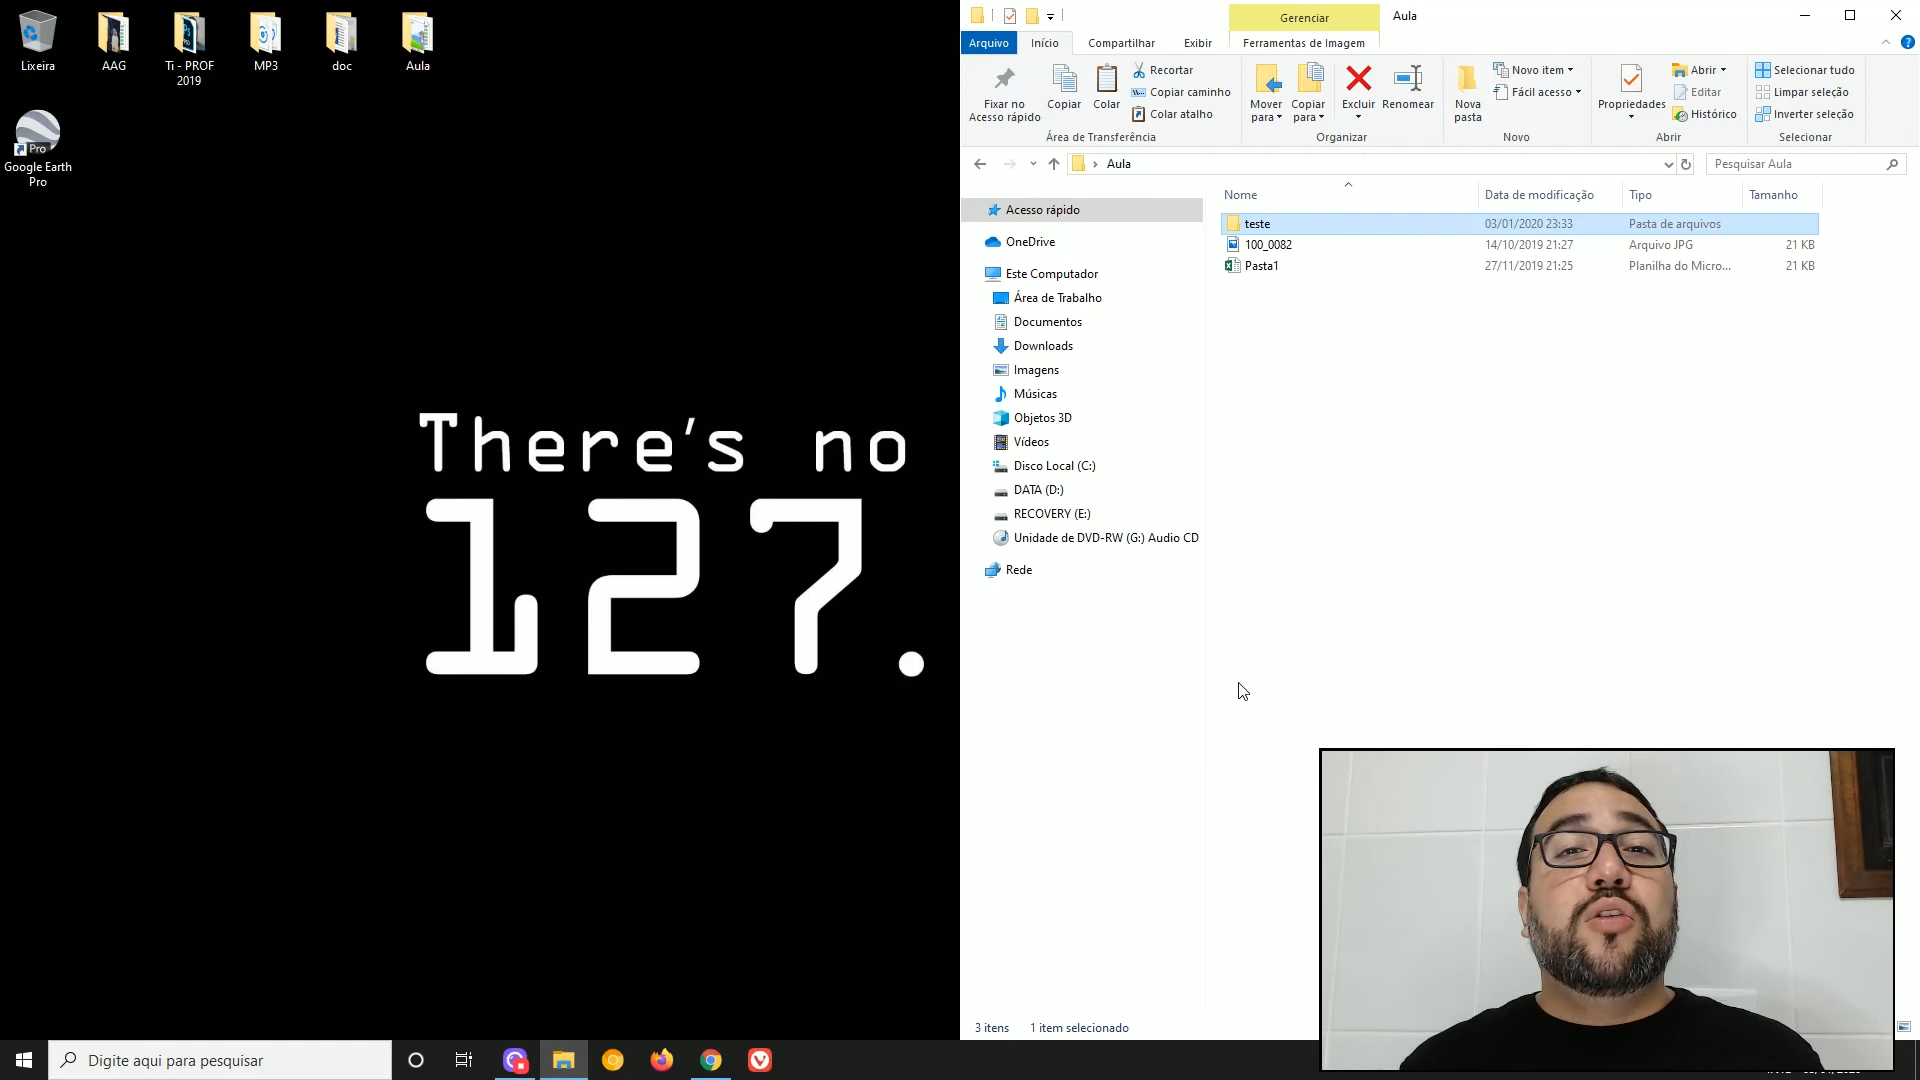 Lixeira
AAG
Ti - PROF
2019
MP3
doc
Aula
Pro
Google Earth
Pro
There's no
127.
Gerenciar
Aula
Arquivo
Início
Compartilhar
Exibir
Ferramentas de Imagem
Fixar no
Acesso rápido
Copiar
Colar
Recortar
Copiar caminho
Colar atalho
Área de Transferência
Mover
para
Copiar
para
Excluir
Renomear
Organizar
Nova
pasta
Novo item
Fácil acesso
Novo
Propriedades
Abrir
Editar
Histórico
Abrir
Selecionar tudo
Limpar seleção
Inverter seleção
Selecionar
Aula
Pesquisar Aula
Nome Data de modificação Tipo Tamanho
teste 03/01/2020 23:33 Pasta de arquivos
100_0082 14/10/2019 21:27 Arquivo JPG 21 KB
Pasta1 27/11/2019 21:25 Planilha do Micro... 21 KB
Acesso rápido
OneDrive
Este Computador
Área de Trabalho
Documentos
Downloads
Imagens
Músicas
Objetos 3D
Vídeos
Disco Local (C:)
DATA (D:)
RECOVERY (E:)
Unidade de DVD-RW (G:) Audio CD
Rede
3 itens 1 item selecionado
Digite aqui para pesquisar